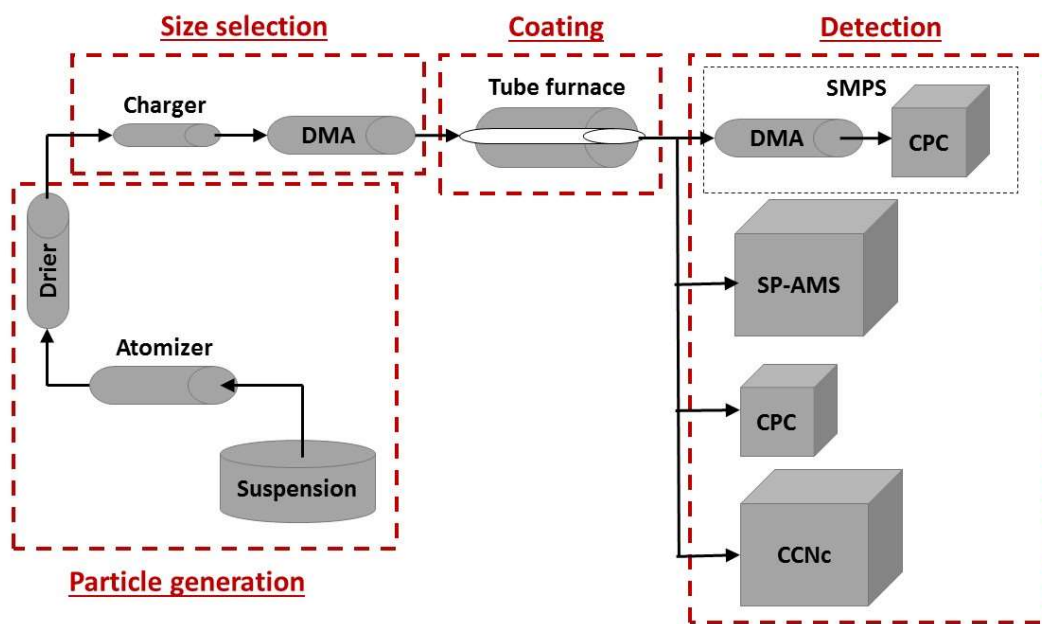 Size selection
Coating
Detection
Charger
DMA
Tube furnace
SMPS
DMA
CPC
Drier
Atomizer
Suspension
SP-AMS
CPC
CCNc
Particle generation